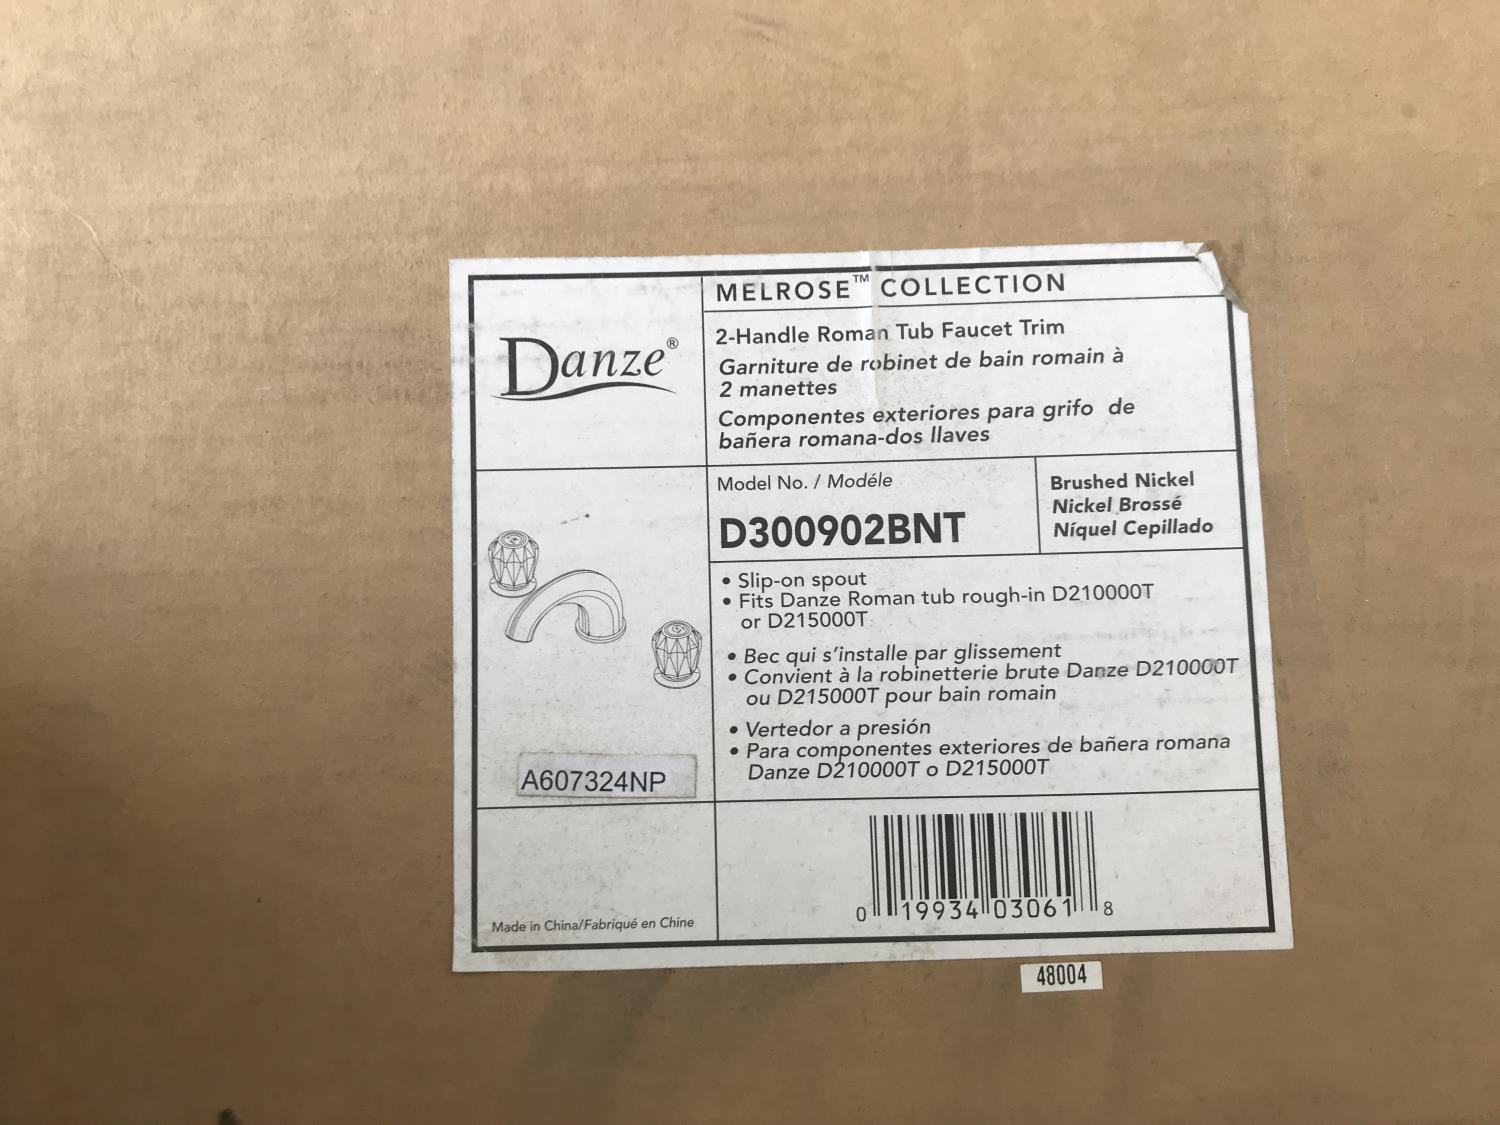 Danze®
MELROSE™ COLLECTION
2-Handle Roman Tub Faucet Trim
Garniture de robinet de bain romain à
2 manettes
Componentes exteriores para grifo de
bañera romana-dos llaves
Model No. / Modéle
D300902BNT
Brushed Nickel
Nickel Brossé
Níquel Cepillado
• Slip-on spout
• Fits Danze Roman tub rough-in D210000T
or D215000T
• Bec qui s'installe par glissement
• Convient à la robinetterie brute Danze D210000T
ou D215000T pour bain romain
• Vertedor a presión
• Para componentes exteriores de bañera romana
Danze D210000T o D215000T
A607324NP
Made in China/Fabriqué en Chine
0 19934 03061 8
48004